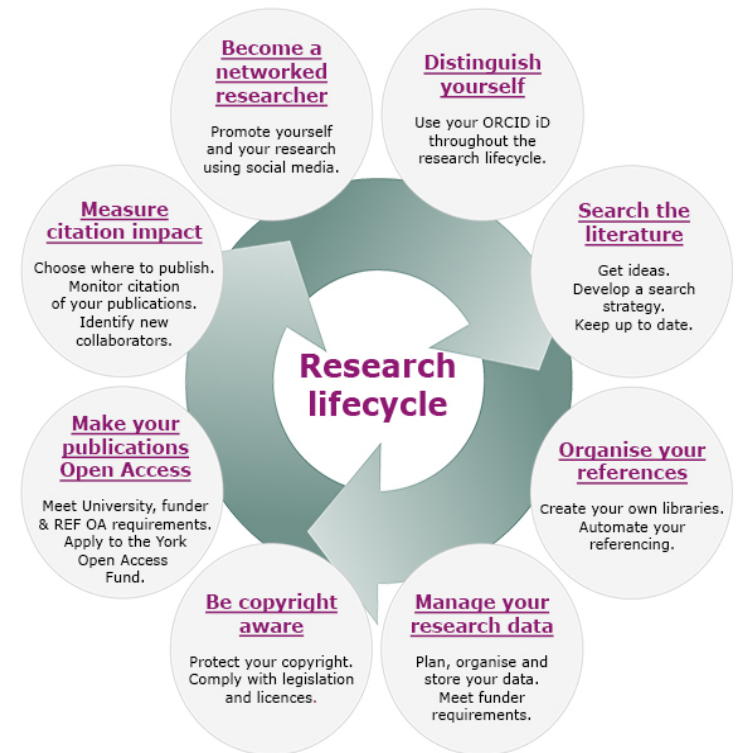 Become a
networked
researcher
Promote yourself
and your research
using social media.
Distinguish
yourself
Use your ORCID iD
throughout the
research lifecycle.
Search the
literature
Get ideas.
Develop a search
strategy.
Keep up to date.
Organise your
references
Create your own libraries.
Automate your
referencing.
Manage your
research data
Plan, organise and
store your data.
Meet funder
requirements.
Be copyright
aware
Protect your copyright.
Comply with legislation
and licences.
Make your
publications
Open Access
Meet University, funder
& REF OA requirements.
Apply to the York
Open Access
Fund.
Measure
citation impact
Choose where to publish.
Monitor citation
of your publications.
Identify new
collaborators.
Research
lifecycle